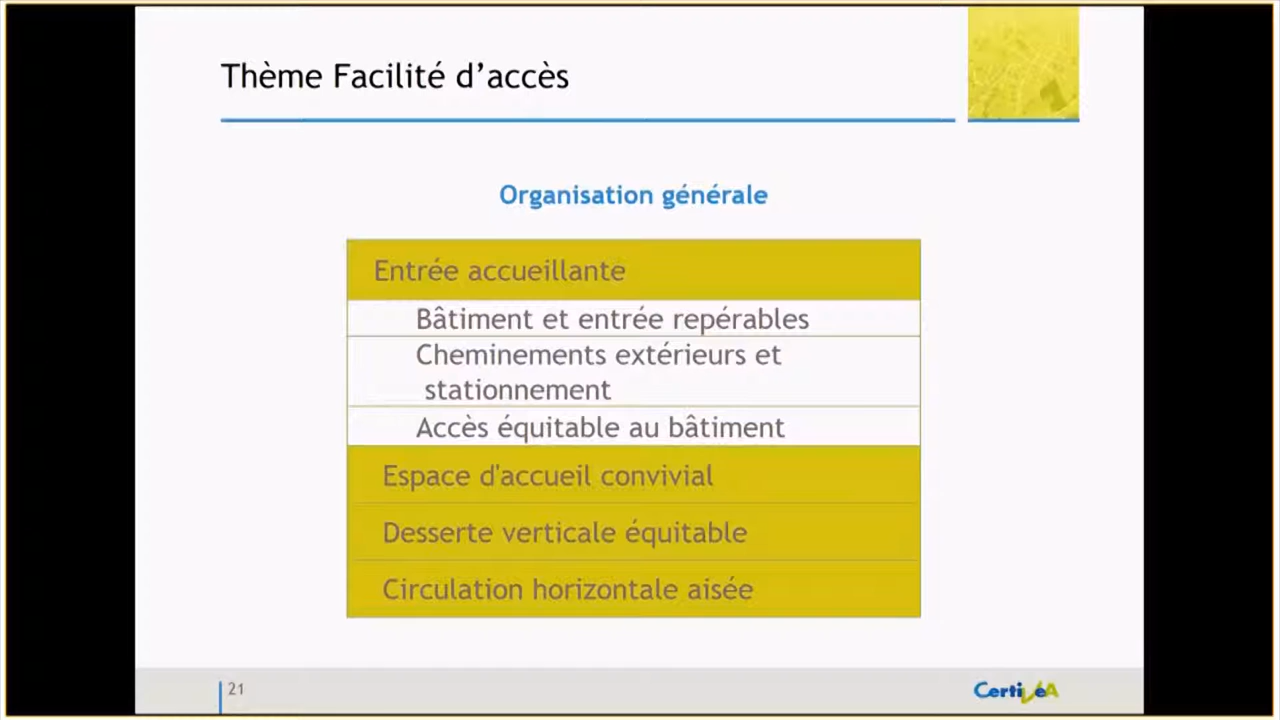 Thème Facilité d’accès
Organisation générale
Entrée accueillante
Bâtiment et entrée repérables
Cheminements extérieurs et
stationnement
Accès équitable au bâtiment
Espace d'accueil convivial
Desserte verticale équitable
Circulation horizontale aisée
21
CertiVéA